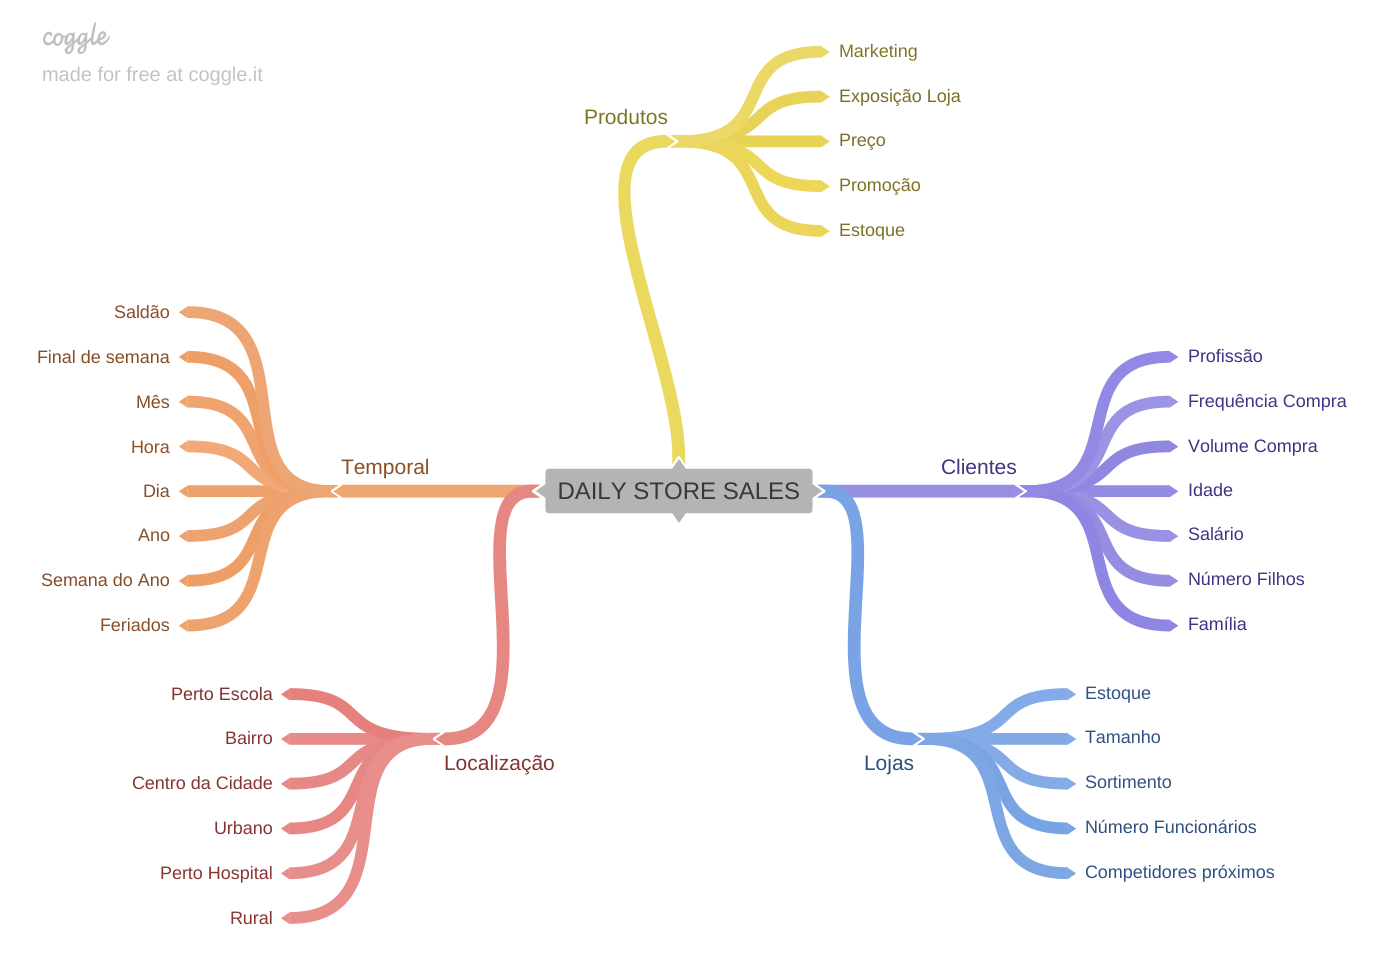 coggle
made for free at coggle.it
Produtos
Marketing
Exposição Loja
Preço
Promoção
Estoque
Temporal
Saldão
Final de semana
Mês
Hora
Dia
Ano
Semana do Ano
Feriados
DAILY STORE SALES
Clientes
Profissão
Frequência Compra
Volume Compra
Idade
Salário
Número Filhos
Família
Localização
Perto Escola
Bairro
Centro da Cidade
Urbano
Perto Hospital
Rural
Lojas
Estoque
Tamanho
Sortimento
Número Funcionários
Competidores próximos